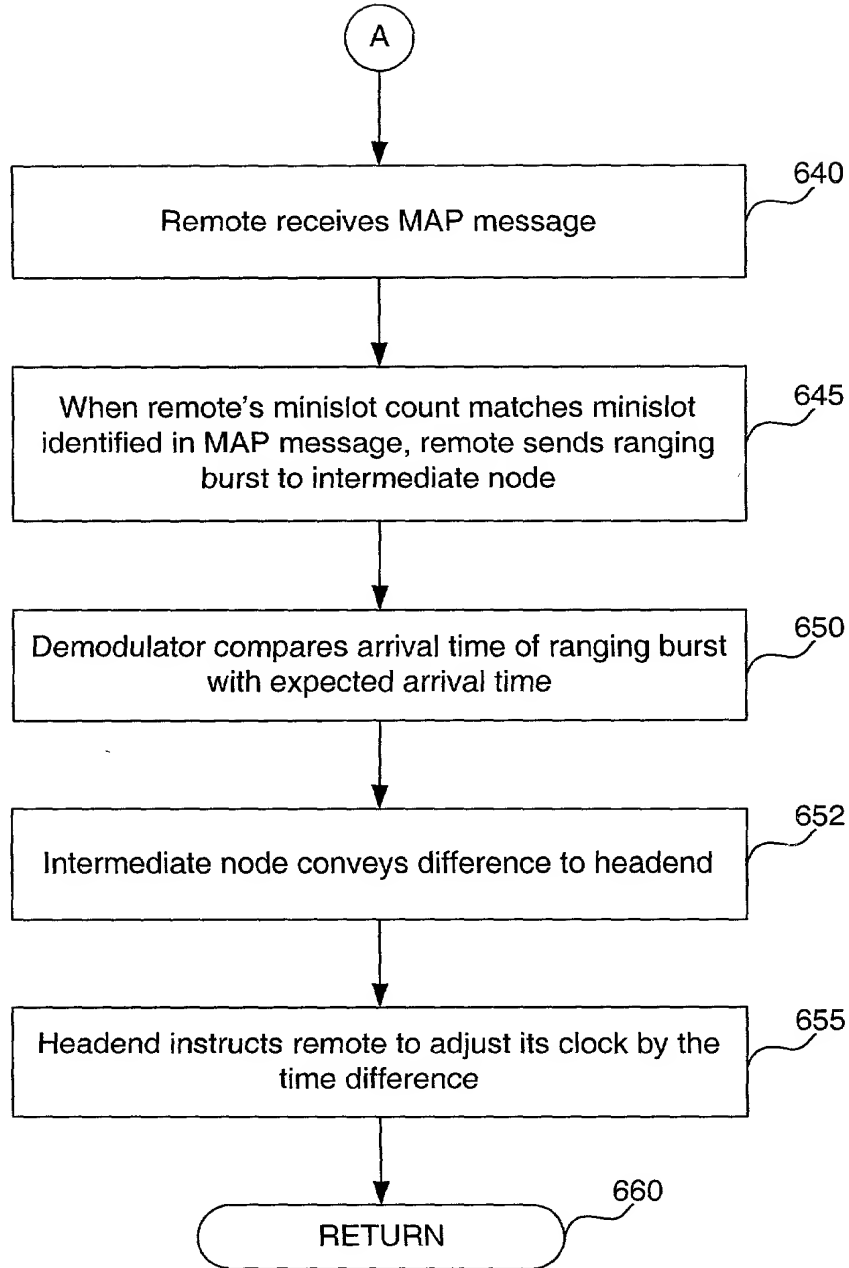 A
640
Remote receives MAP message
645
When remote's minislot count matches minislot
identified in MAP message, remote sends ranging
burst to intermediate node
650
Demodulator compares arrival time of ranging burst
with expected arrival time
652
Intermediate node conveys difference to headend
655
Headend instructs remote to adjust its clock by the
time difference
660
RETURN